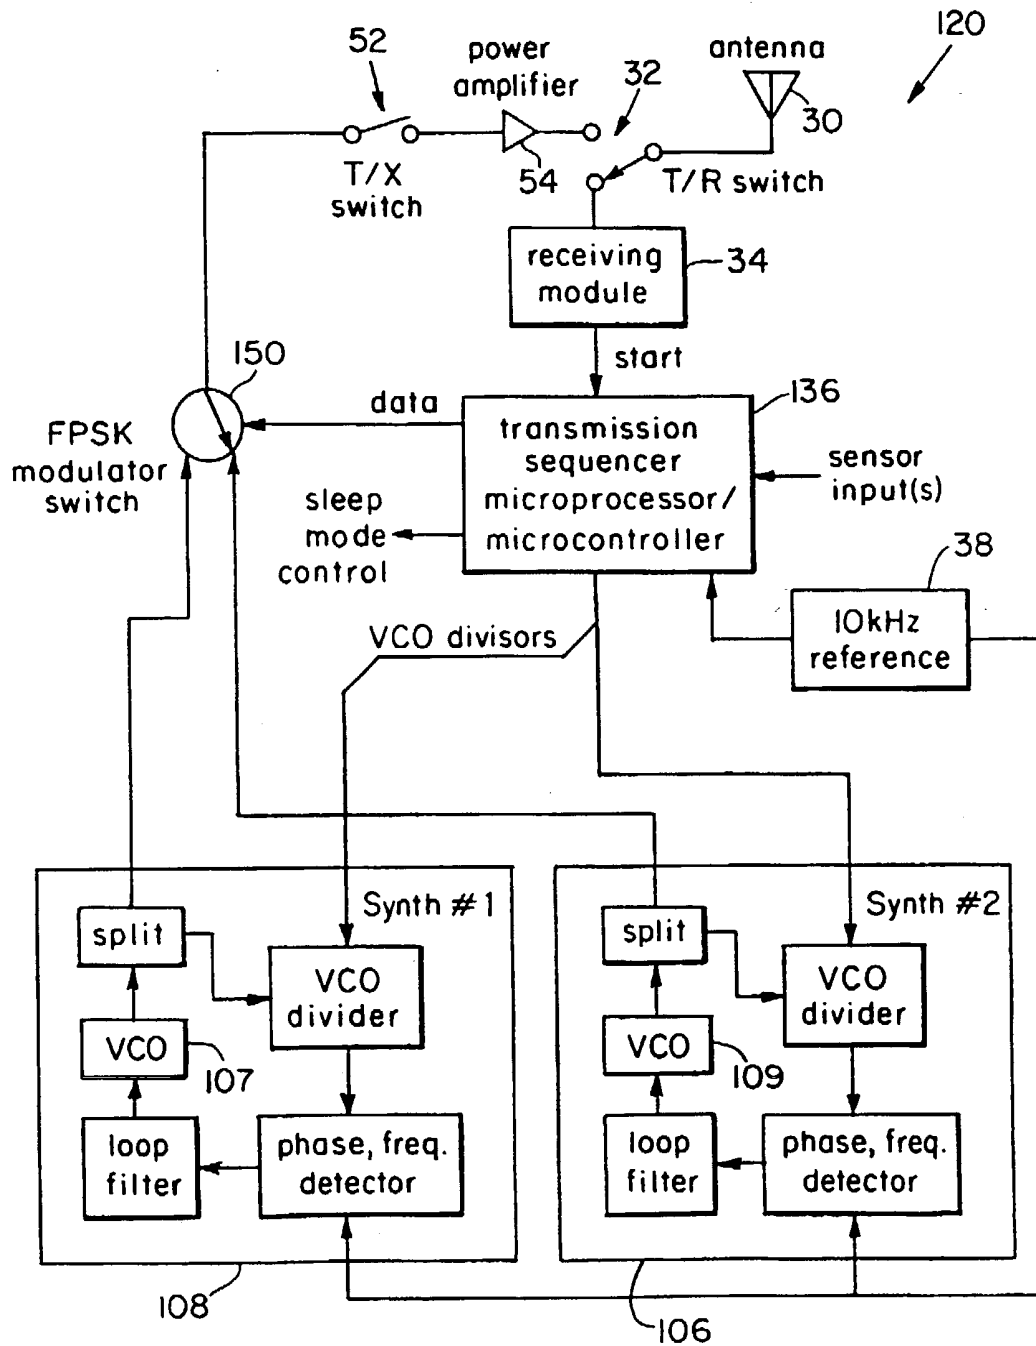 120
52
power
amplifier
antenna
32
30
T/X
switch
54
T/R switch
receiving
module
34
start
150
136
data
FPSK
modulator
switch
transmission
sequencer
microprocessor/
microcontroller
sensor
input(s)
sleep
mode
control
38
VCO divisors
10kHz
reference
Synth #1
split
VCO
divider
VCO
107
loop
filter
phase, freq.
detector
108
Synth #2
split
VCO
divider
VCO
109
loop
filter
phase, freq.
detector
106